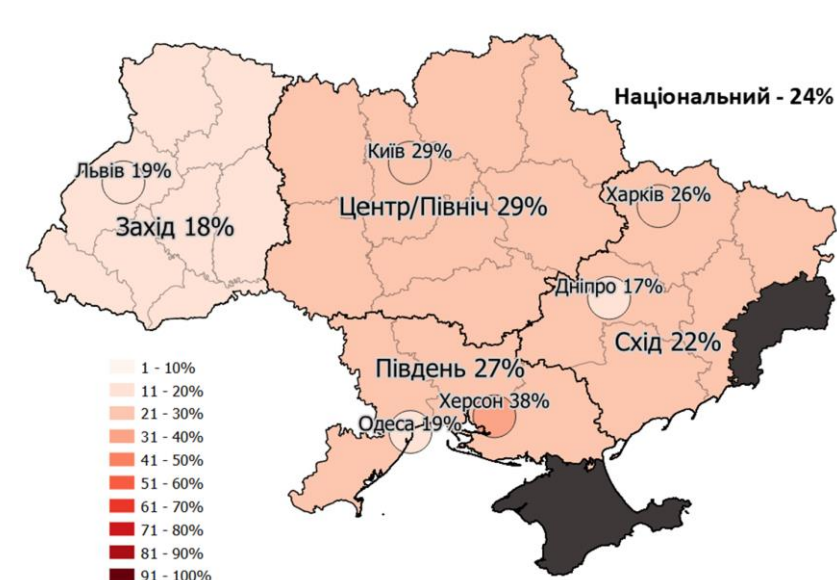 Національний - 24%
Київ 29%
Львів 19%
Харків 26%
Центр/Північ 29%
Захід 18%
Дніпро 17%
Схід 22%
Південь 27%
Херсон 38%
Одеса 19%
1 - 10%
11 - 20%
21 - 30%
31 - 40%
41 - 50%
51 - 60%
61 - 70%
71 - 80%
81 - 90%
91 - 100%